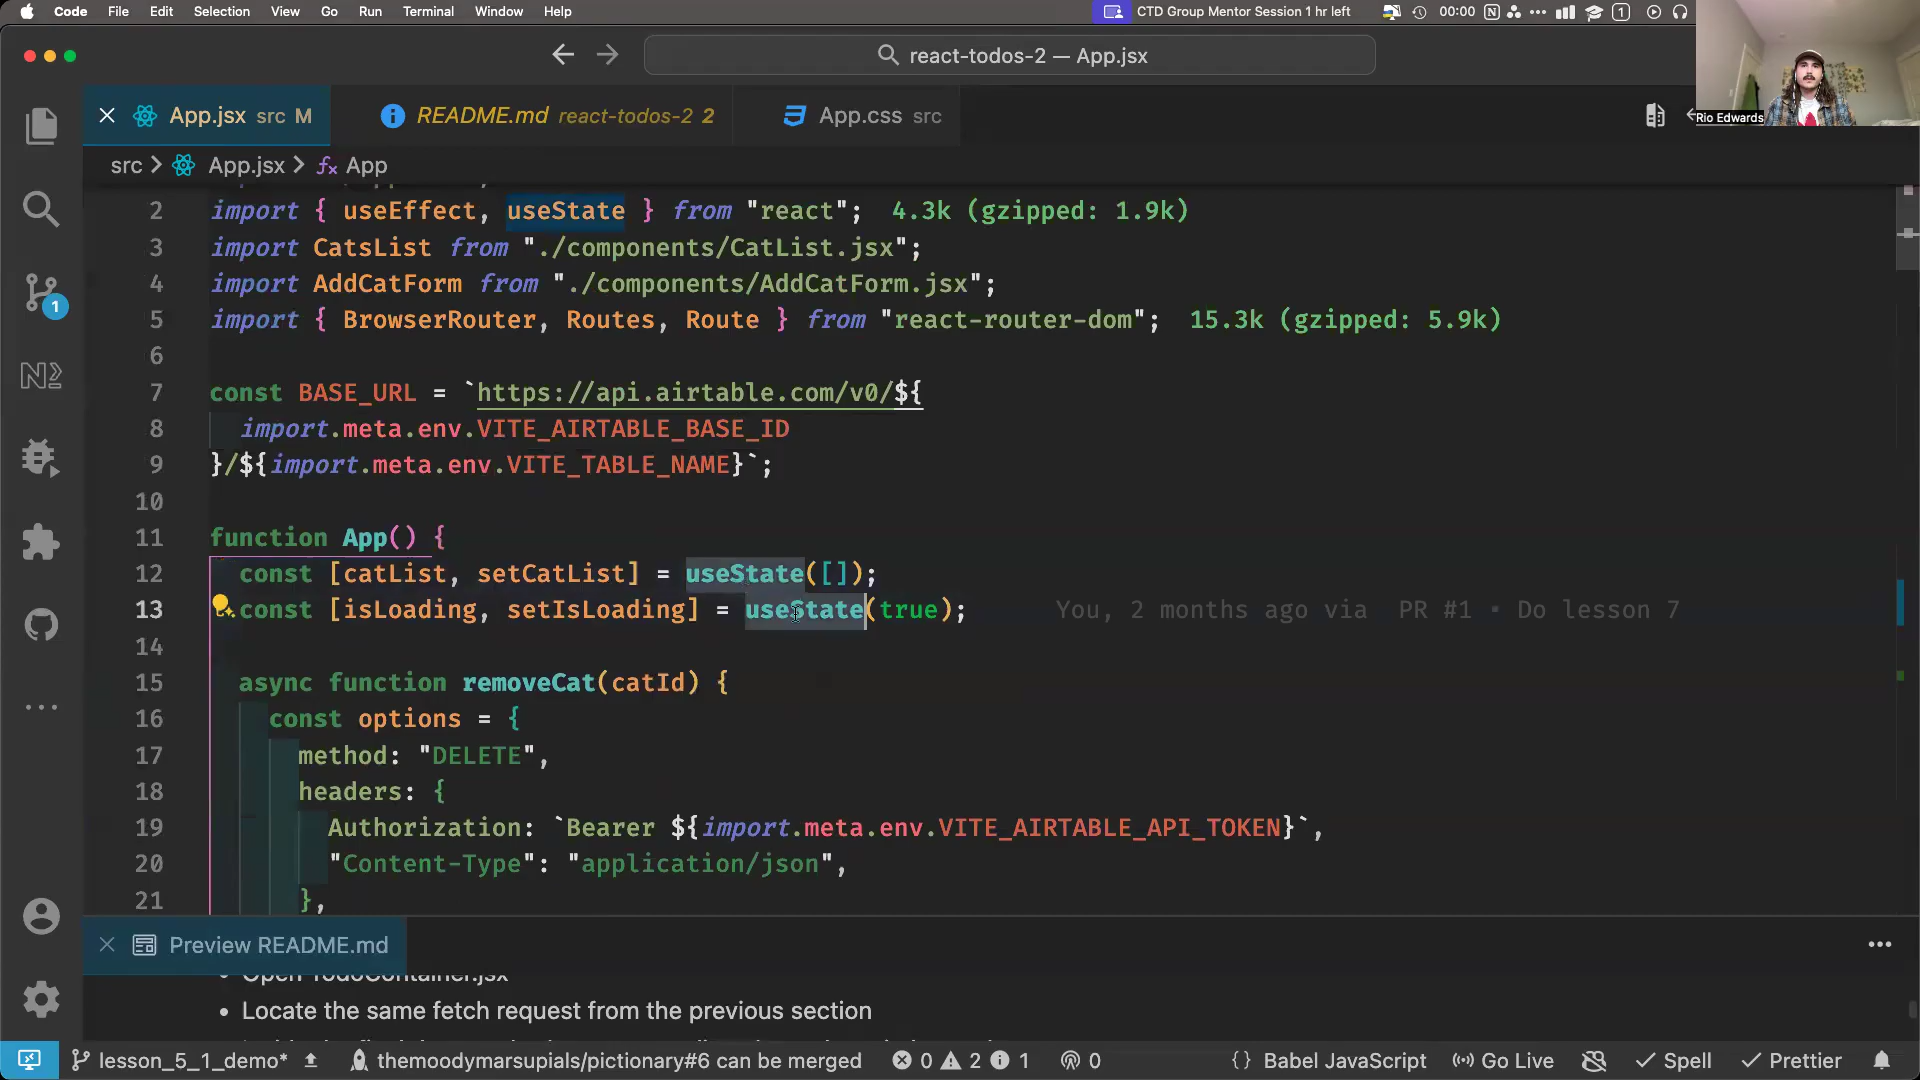 Code File Edit Selection View Go Run Terminal Window Help CTD Group Mentor Session 1 hr left 00:00 1
react-todos-2 — App.jsx
Rio Edwards
App.jsx src M README.md react-todos-2 2 App.css src
src > App.jsx > App
2 import { useEffect, useState } from "react"; 4.3k (gzipped: 1.9k)
3 import CatsList from "./components/CatList.jsx";
4 import AddCatForm from "./components/AddCatForm.jsx";
5 import { BrowserRouter, Routes, Route } from "react-router-dom"; 15.3k (gzipped: 5.9k)
6
7 const BASE_URL = `https://api.airtable.com/v0/${
8 import.meta.env.VITE_AIRTABLE_BASE_ID
9 }/${import.meta.env.VITE_TABLE_NAME}`;
10
11 function App() {
12 const [catList, setCatList] = useState([]);
13 const [isLoading, setIsLoading] = useState(true); You, 2 months ago via PR #1 • Do lesson 7
14
15 async function removeCat(catId) {
16 const options = {
17 method: "DELETE",
18 headers: {
19 Authorization: `Bearer ${import.meta.env.VITE_AIRTABLE_API_TOKEN}`,
20 "Content-Type": "application/json",
21 },
Preview README.md
• Open TodoContainer.jsx
• Locate the same fetch request from the previous section
lesson_5_1_demo* themoodymarsupials/pictionary#6 can be merged 0 2 1 0 {} Babel JavaScript Go Live Spell Prettier